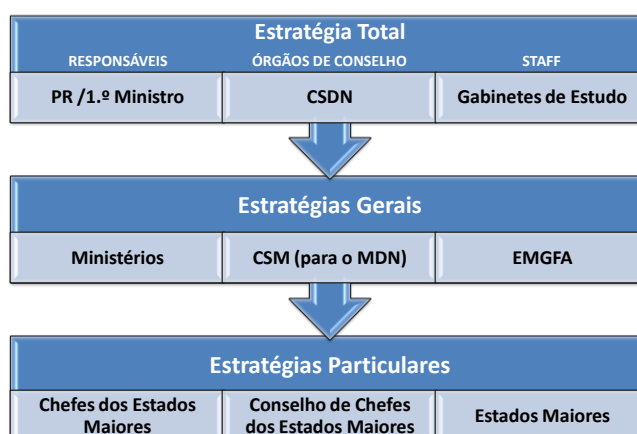 Estratégia Total
RESPONSÁVEIS ÓRGÃOS DE CONSELHO STAFF
PR /1.º Ministro CSDN Gabinetes de Estudo
Estratégias Gerais
Ministérios CSM (para o MDN) EMGFA
Estratégias Particulares
Chefes dos Estados Maiores
Conselho de Chefes dos Estados Maiores
Estados Maiores